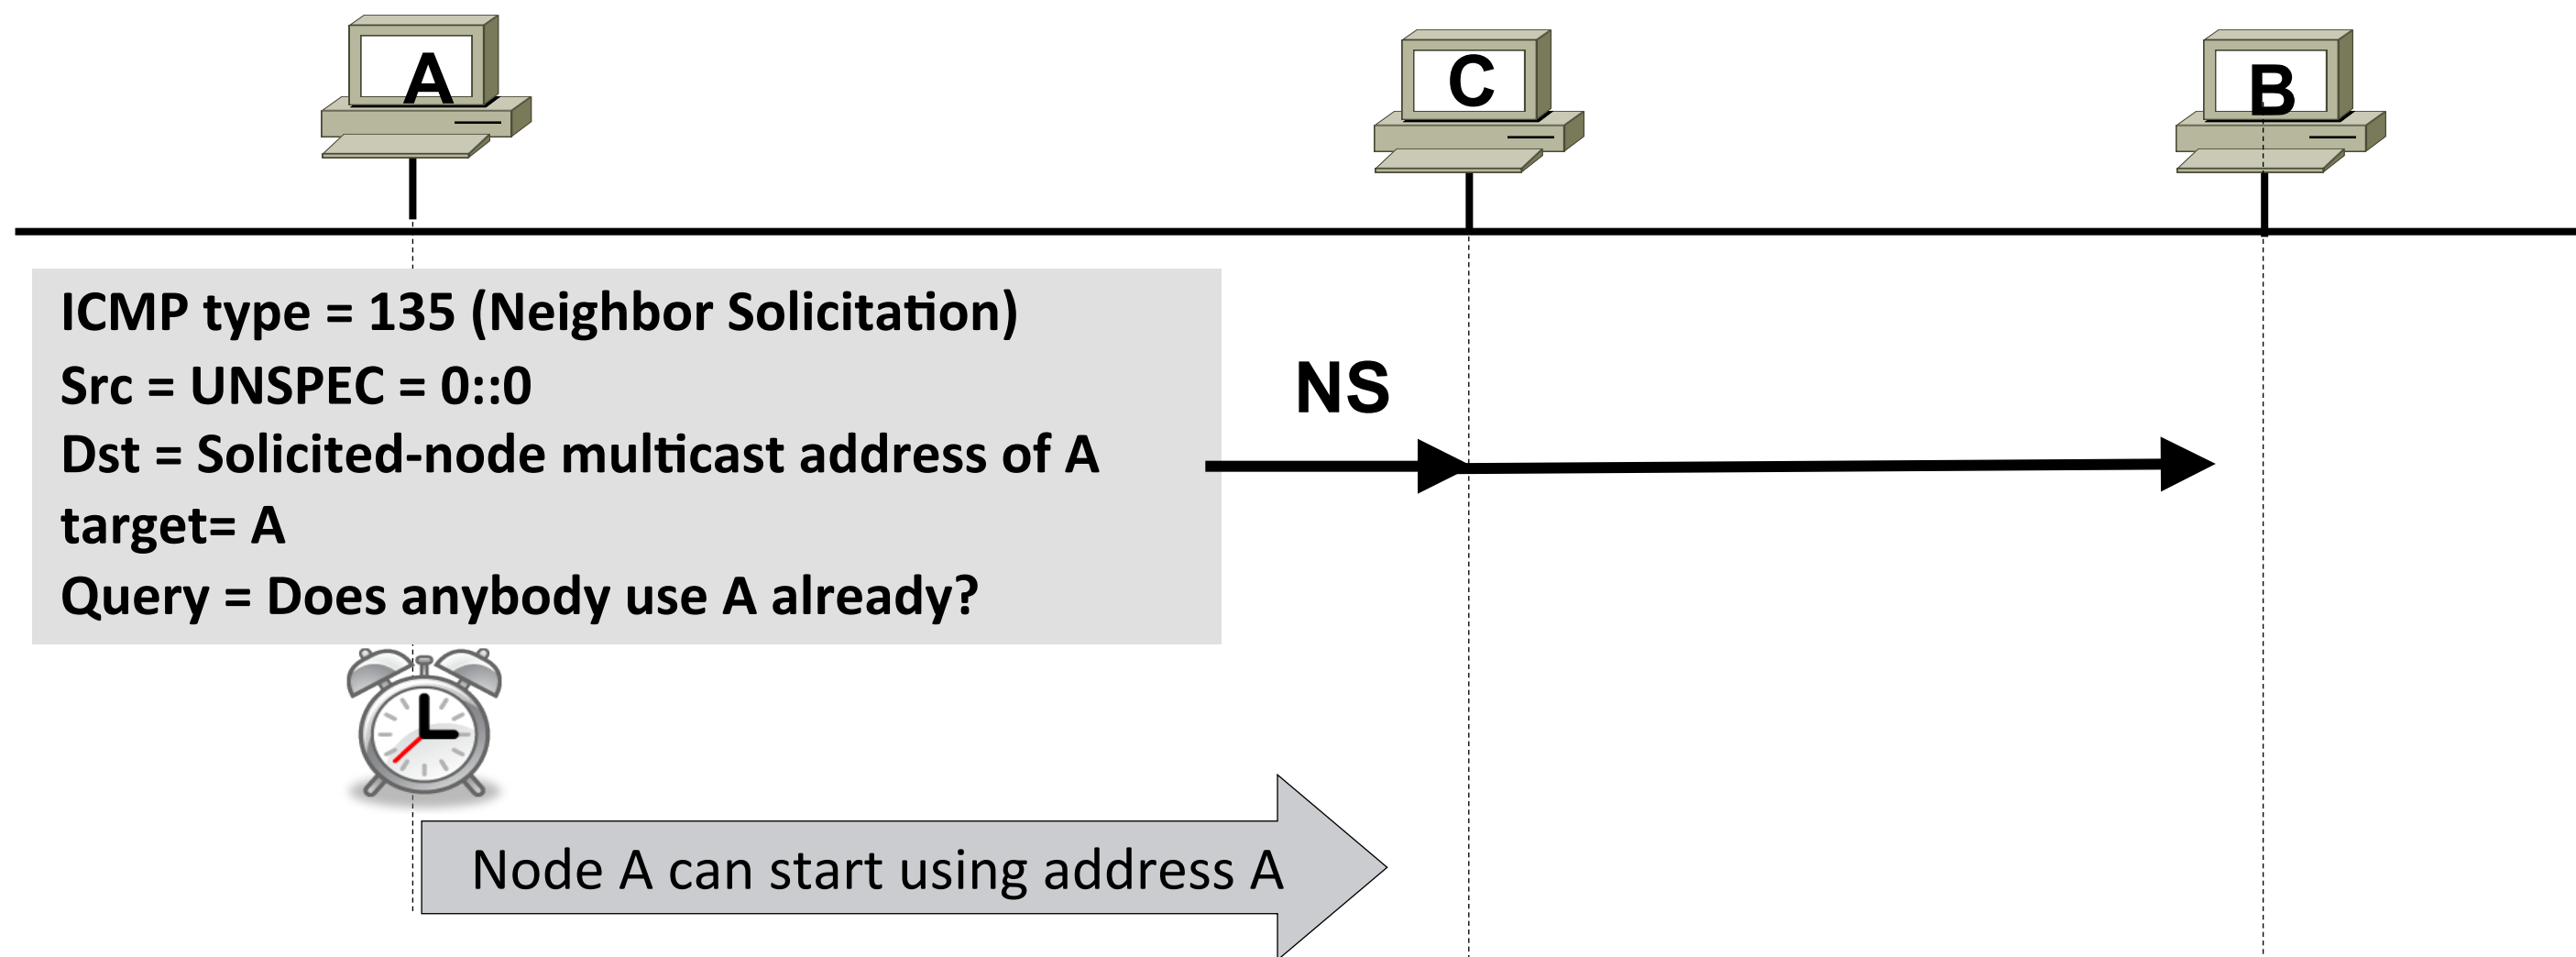 A
C
B
ICMP type = 135 (Neighbor Solicitation)
Src = UNSPEC = 0::0
Dst = Solicited-node multicast address of A
target= A
Query = Does anybody use A already?
NS
Node A can start using address A